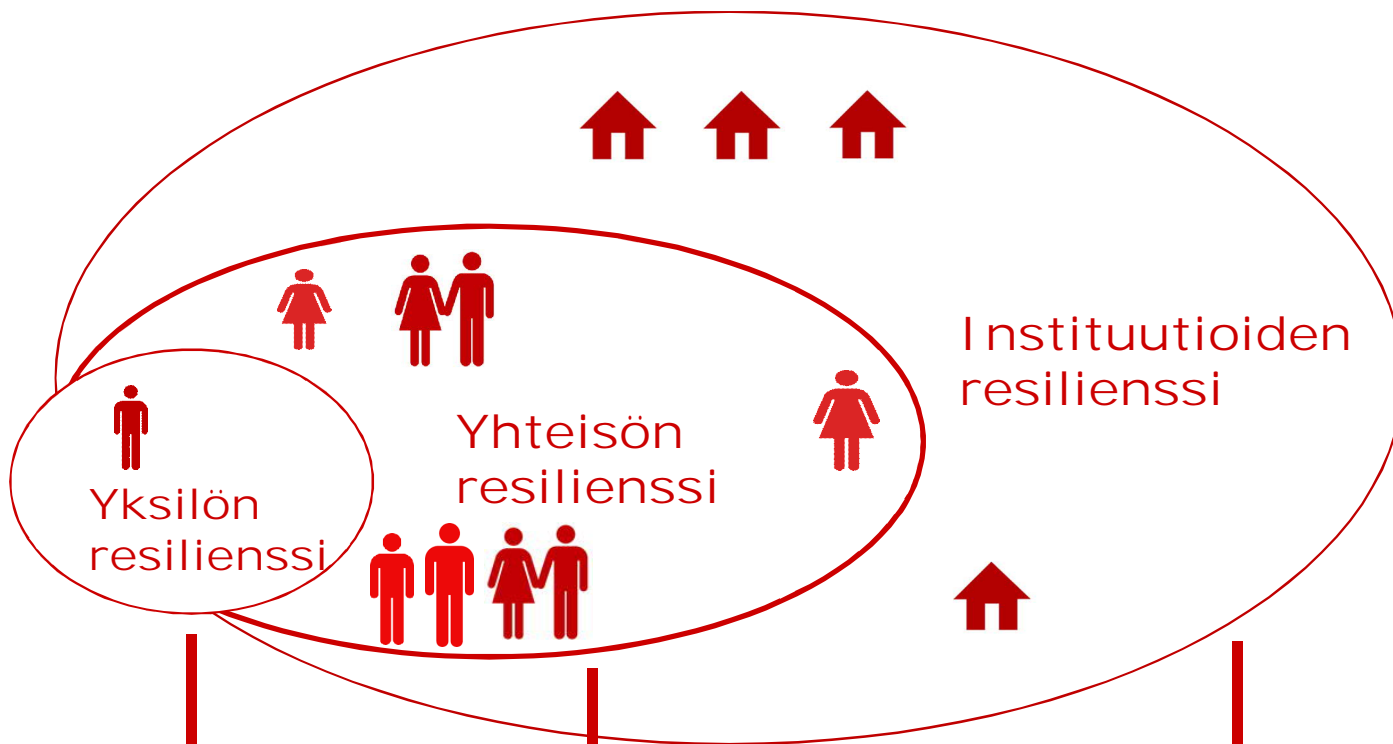 Instituutioiden
resilienssi
Yhteisön
resilienssi
Yksilön
resilienssi